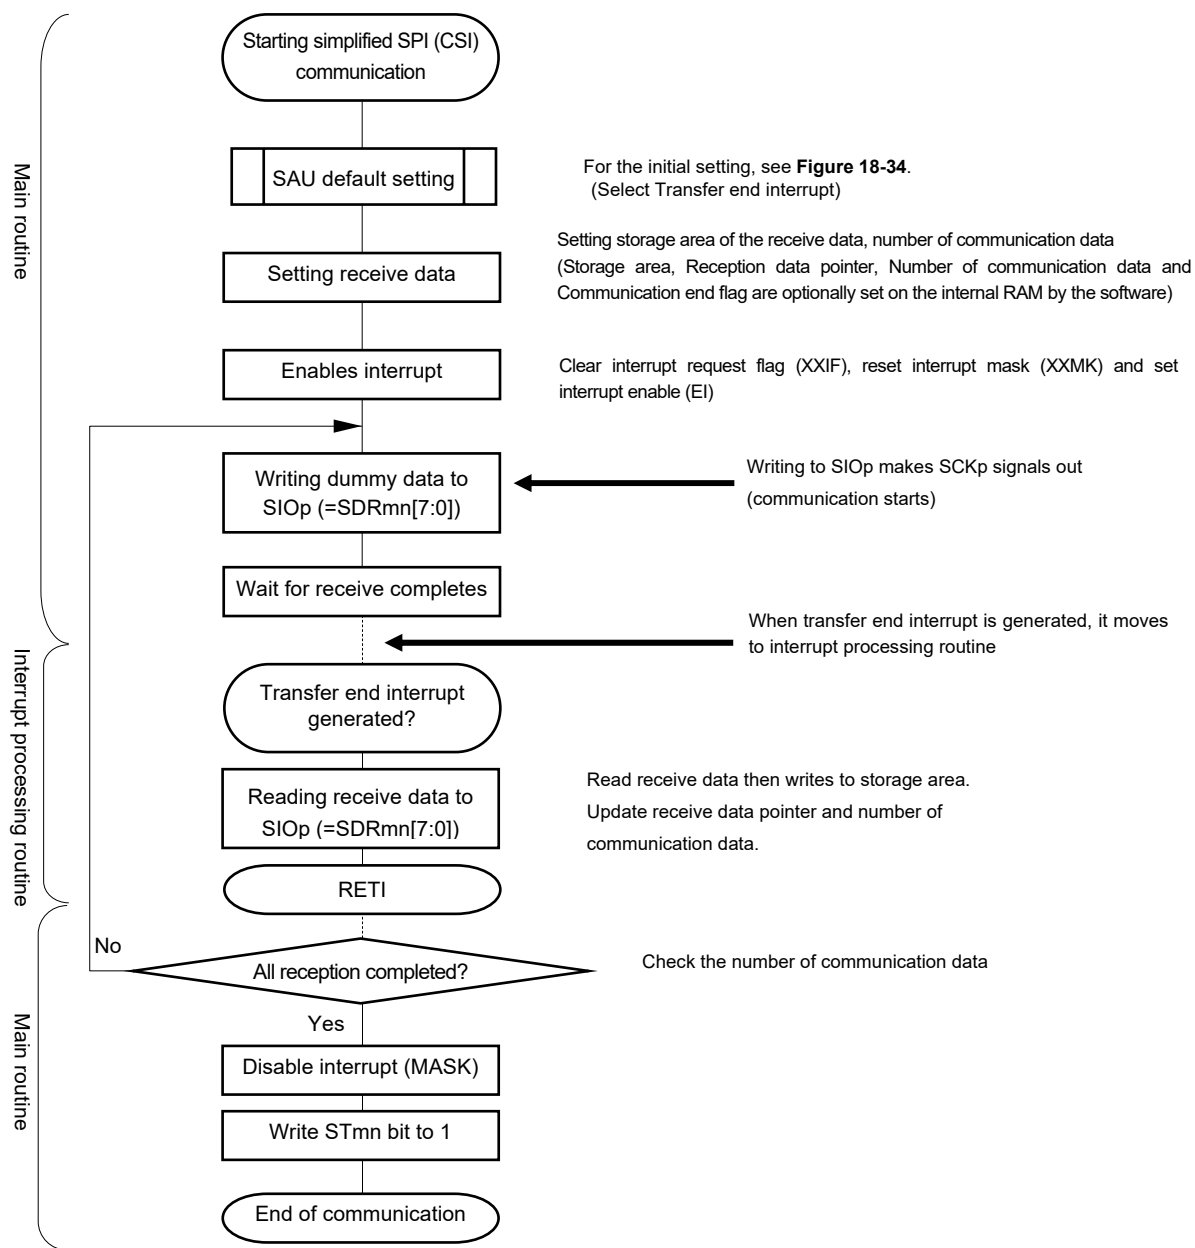 Starting simplified SPI (CSI)
communication
Main routine
SAU default setting
For the initial setting, see Figure 18-34.
(Select Transfer end interrupt)
Setting receive data
Setting storage area of the receive data, number of communication data
(Storage area, Reception data pointer, Number of communication data and
Communication end flag are optionally set on the internal RAM by the software)
Enables interrupt
Clear interrupt request flag (XXIF), reset interrupt mask (XXMK) and set
interrupt enable (EI)
Writing dummy data to
SIOp (=SDRmn[7:0])
Writing to SIOp makes SCKp signals out
(communication starts)
Wait for receive completes
When transfer end interrupt is generated, it moves
to interrupt processing routine
Interrupt processing routine
Transfer end interrupt
generated?
Reading receive data to
SIOp (=SDRmn[7:0])
Read receive data then writes to storage area.
Update receive data pointer and number of
communication data.
RETI
No
All reception completed?
Check the number of communication data
Yes
Main routine
Disable interrupt (MASK)
Write STmn bit to 1
End of communication